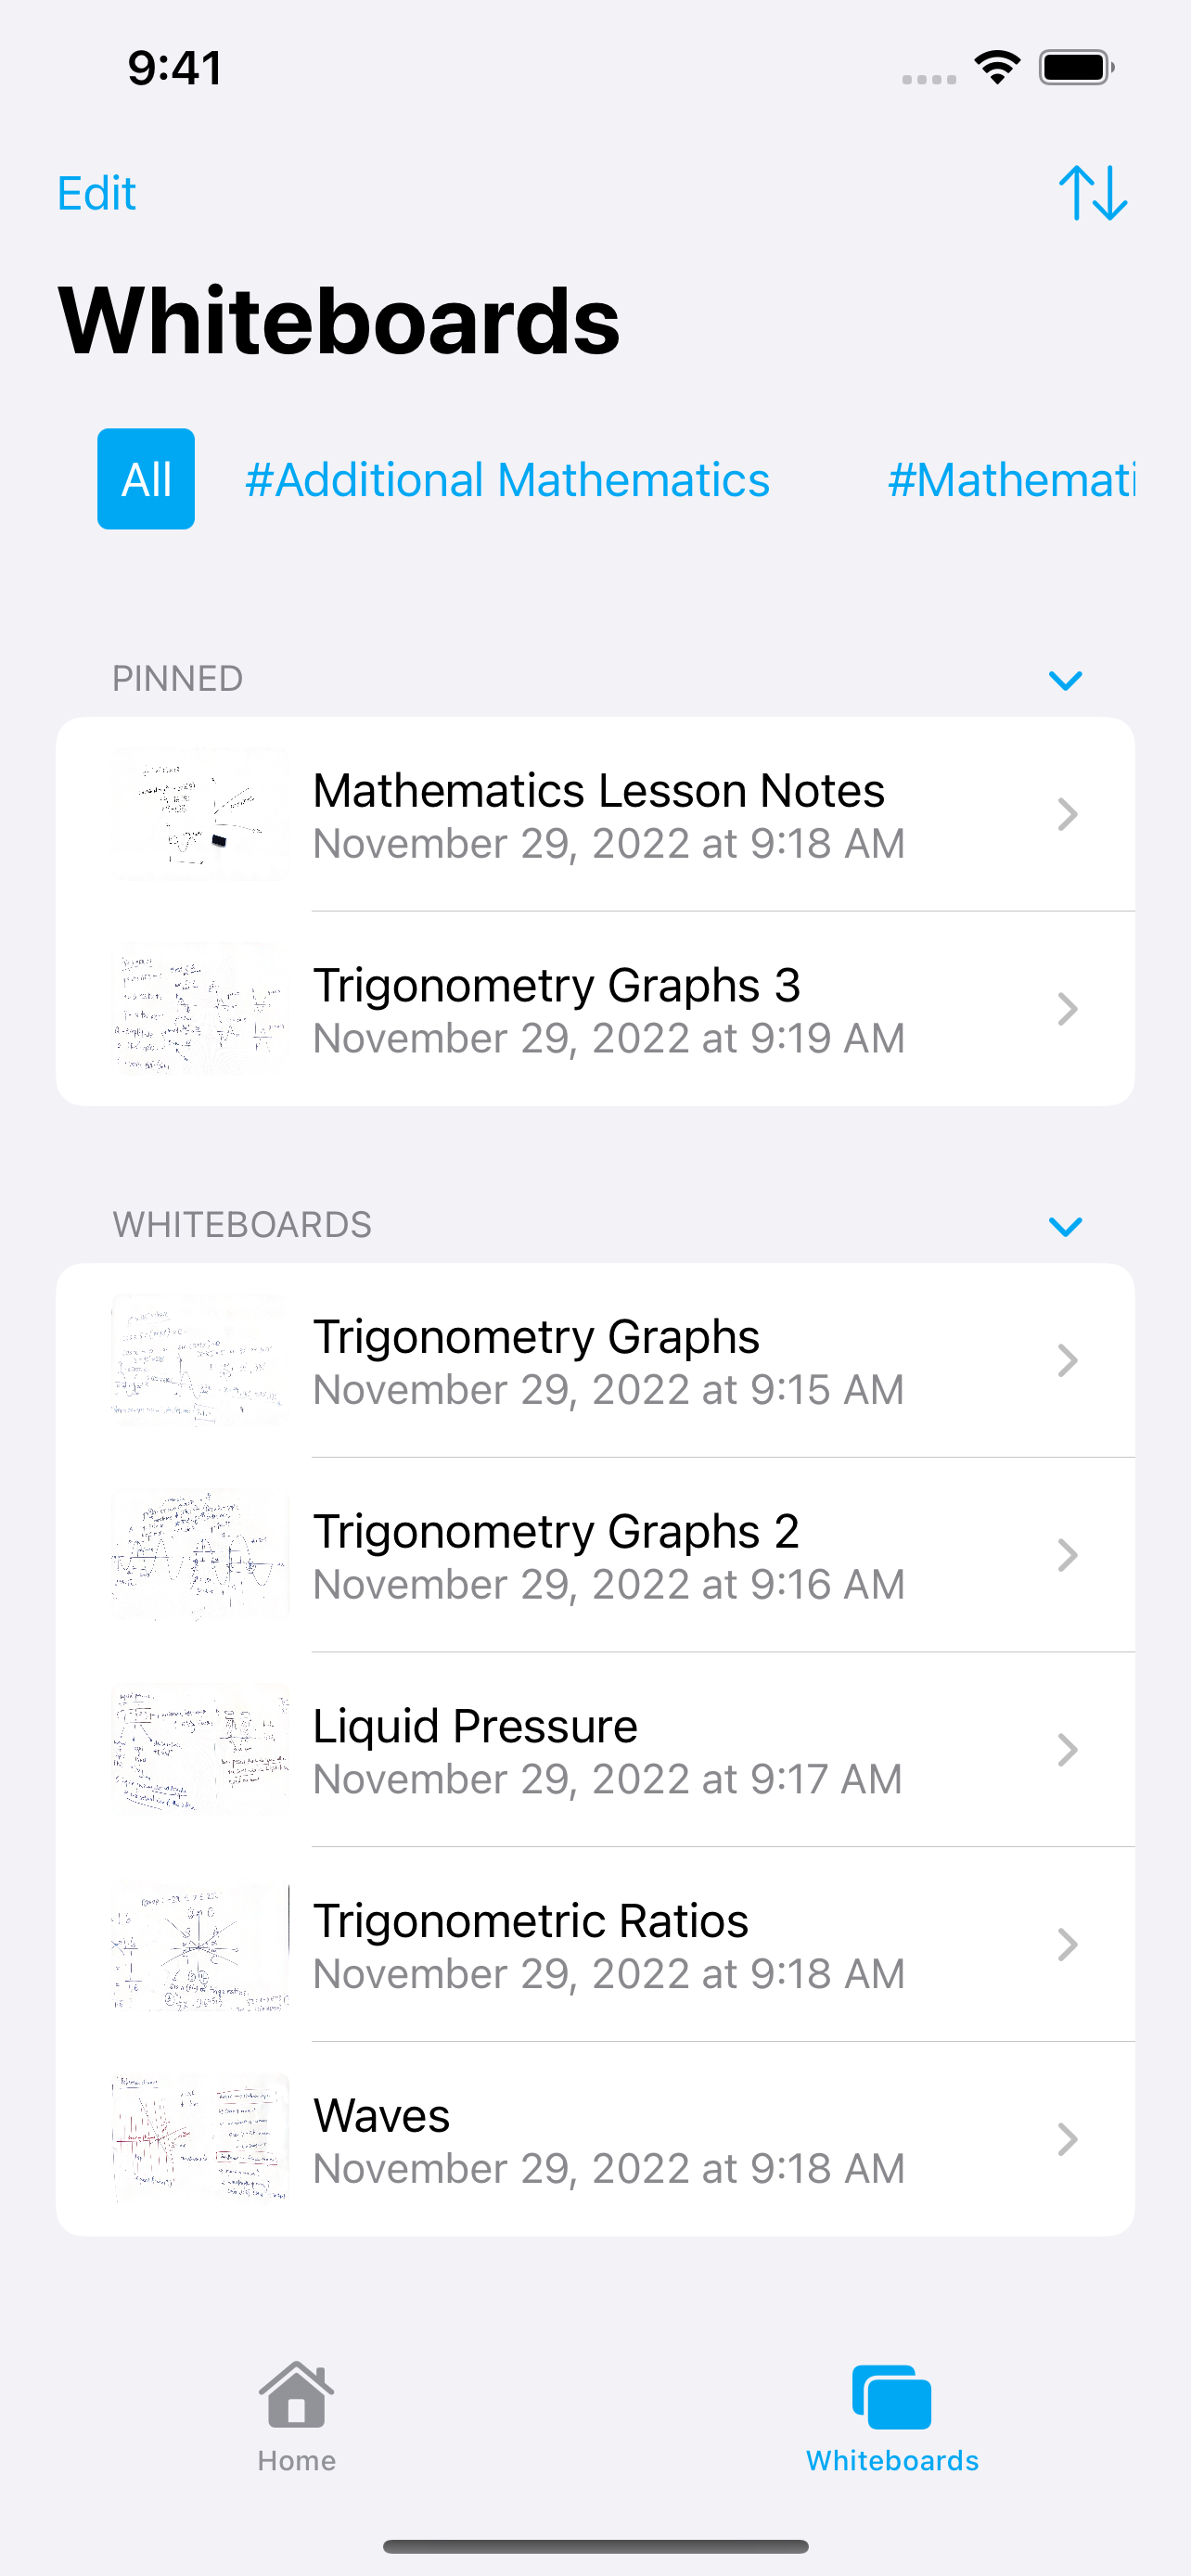 9:41
Edit
Whiteboards
All #Additional Mathematics #Mathemati
PINNED
Mathematics Lesson Notes
November 29, 2022 at 9:18 AM
Trigonometry Graphs 3
November 29, 2022 at 9:19 AM
WHITEBOARDS
Trigonometry Graphs
November 29, 2022 at 9:15 AM
Trigonometry Graphs 2
November 29, 2022 at 9:16 AM
Liquid Pressure
November 29, 2022 at 9:17 AM
Trigonometric Ratios
November 29, 2022 at 9:18 AM
Waves
November 29, 2022 at 9:18 AM
Home Whiteboards